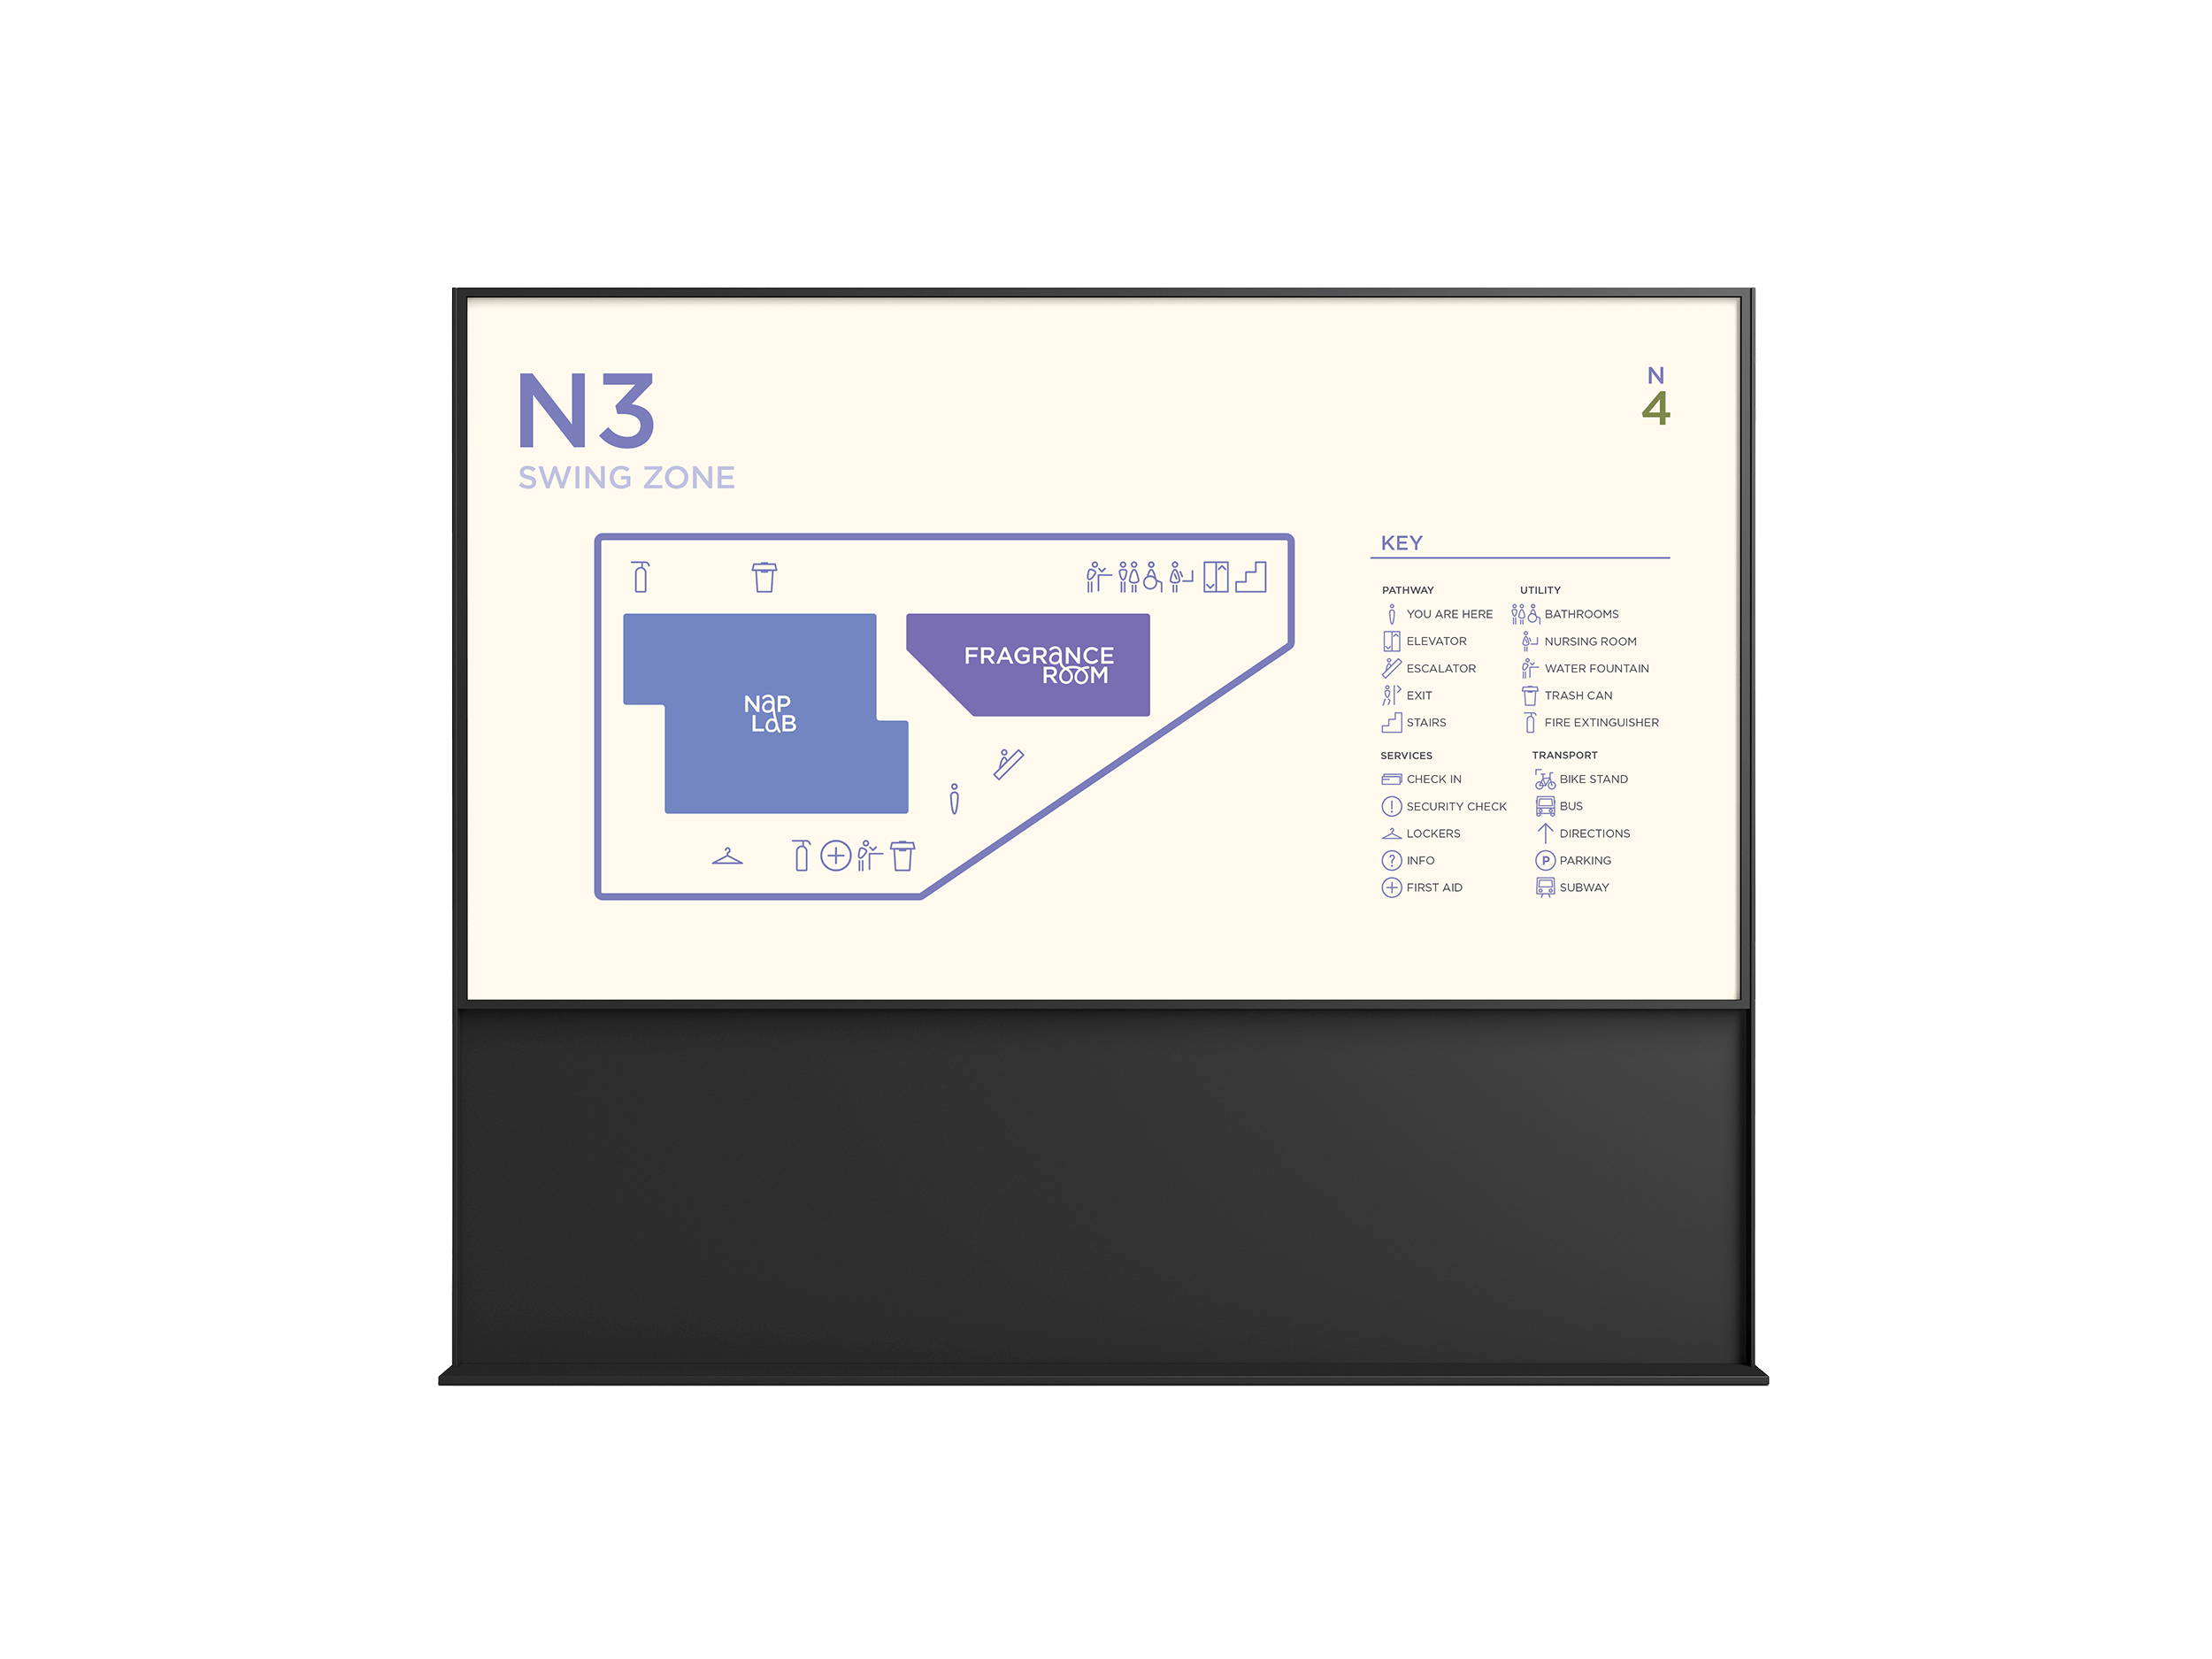 N3
SWING ZONE
N
4
NaP
LaB
FRAGRaNCE
ROOM
KEY
PATHWAY
YOU ARE HERE
ELEVATOR
ESCALATOR
EXIT
STAIRS
UTILITY
BATHROOMS
NURSING ROOM
WATER FOUNTAIN
TRASH CAN
FIRE EXTINGUISHER
SERVICES
CHECK IN
SECURITY CHECK
LOCKERS
? INFO
FIRST AID
TRANSPORT
BIKE STAND
BUS
DIRECTIONS
P PARKING
SUBWAY